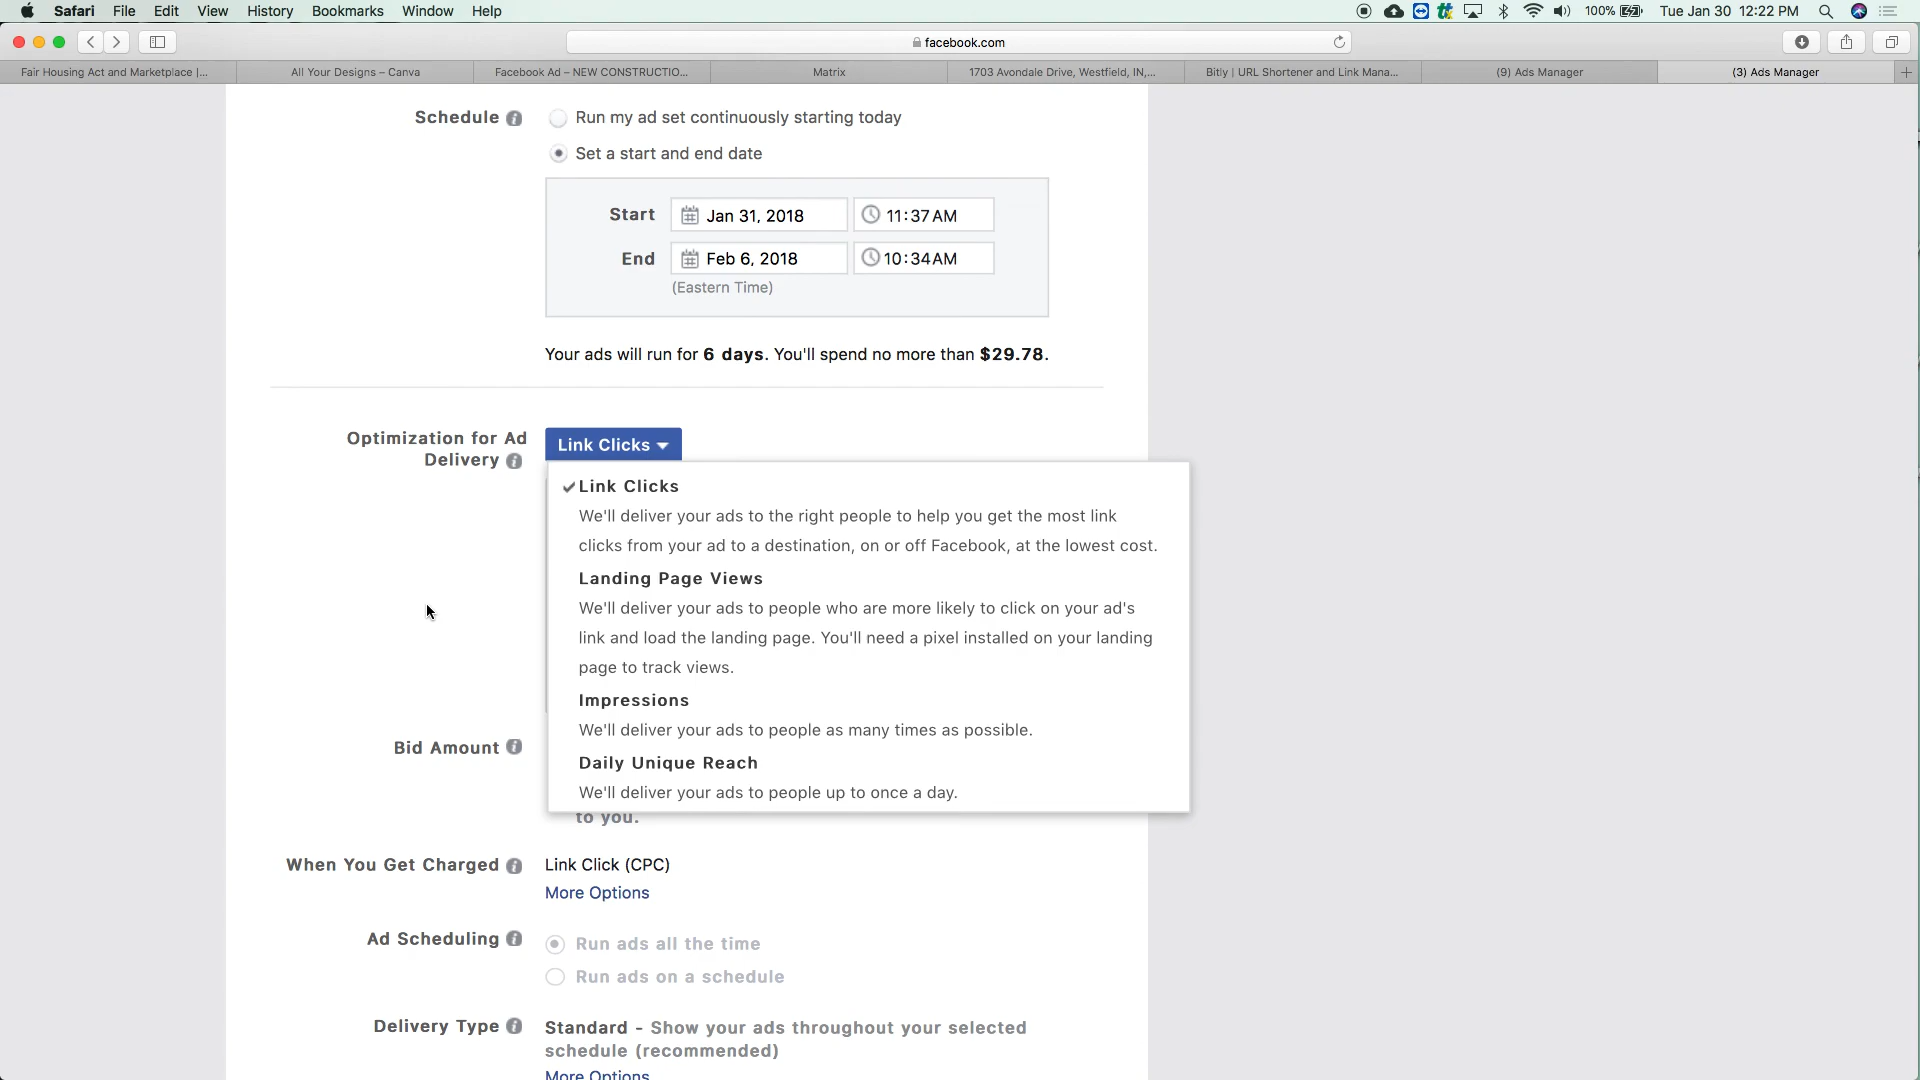 Safari File Edit View History Bookmarks Window Help 100% Tue Jan 30 12:22 PM
facebook.com
Fair Housing Act and Marketplace |... All Your Designs – Canva Facebook Ad – NEW CONSTRUCTIO... Matrix 1703 Avondale Drive, Westfield, IN,... Bitly | URL Shortener and Link Mana... (9) Ads Manager (3) Ads Manager
Schedule Run my ad set continuously starting today
Set a start and end date
Start Jan 31, 2018 11:37AM
End Feb 6, 2018 10:34AM
(Eastern Time)
Your ads will run for 6 days. You'll spend no more than $29.78.
Optimization for Ad
Delivery
Link Clicks
Link Clicks
We'll deliver your ads to the right people to help you get the most link
clicks from your ad to a destination, on or off Facebook, at the lowest cost.
Landing Page Views
We'll deliver your ads to people who are more likely to click on your ad's
link and load the landing page. You'll need a pixel installed on your landing
page to track views.
Impressions
We'll deliver your ads to people as many times as possible.
Daily Unique Reach
We'll deliver your ads to people up to once a day.
Bid Amount
to you.
When You Get Charged Link Click (CPC)
More Options
Ad Scheduling Run ads all the time
Run ads on a schedule
Delivery Type Standard - Show your ads throughout your selected
schedule (recommended)
More Options